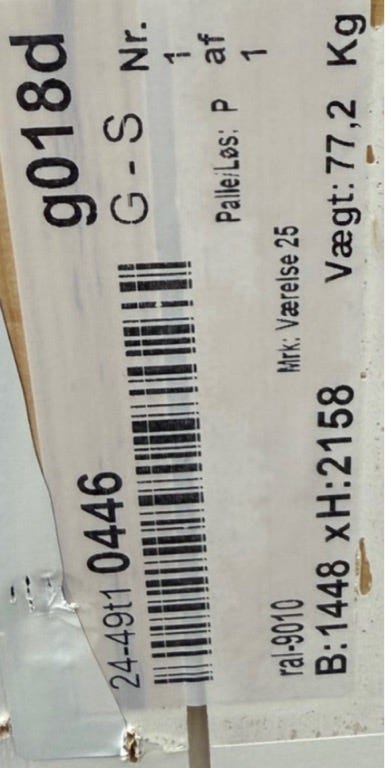 g018d
24-49t1 0446
G - S Nr.
1
af
1
Palle/Løs: P
ral-9010
Mrk: Værelse 25
B:1448 xH:2158 Vægt: 77,2 Kg